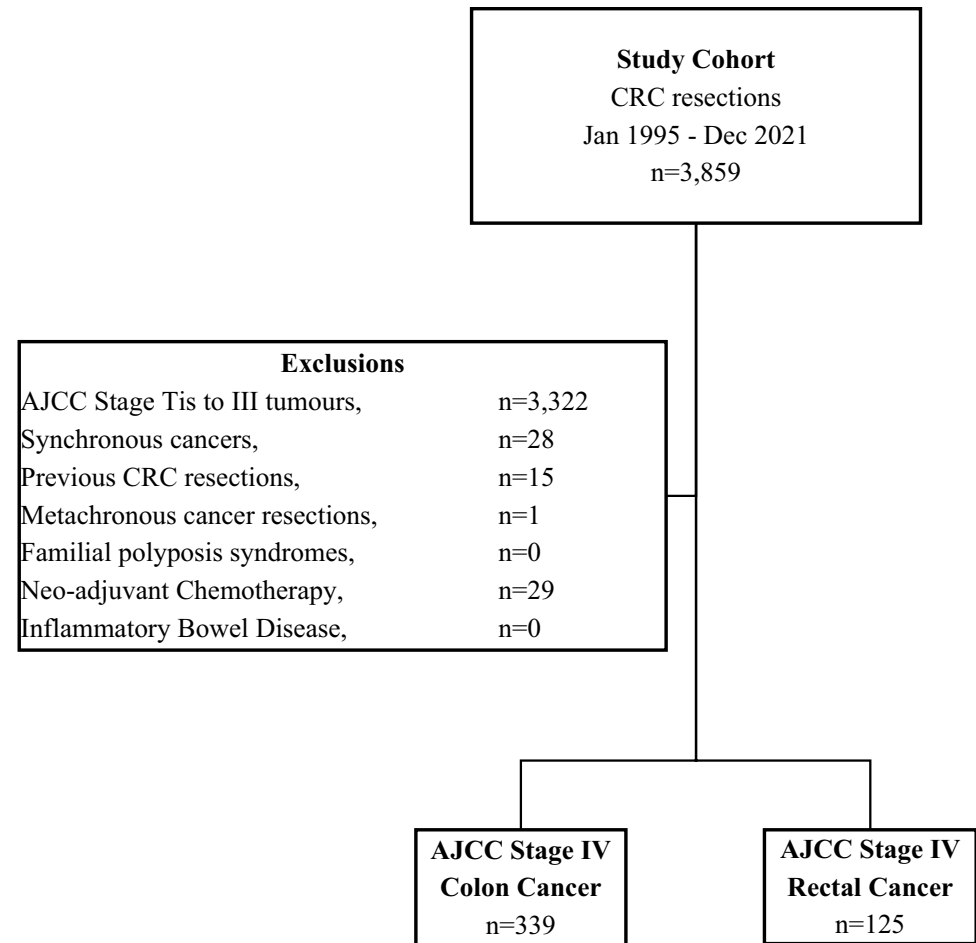 Study Cohort
CRC resections
Jan 1995 - Dec 2021
n=3,859
Exclusions
AJCC Stage Tis to III tumours, n=3,322
Synchronous cancers, n=28
Previous CRC resections, n=15
Metachronous cancer resections, n=1
Familial polyposis syndromes, n=0
Neo-adjuvant Chemotherapy, n=29
Inflammatory Bowel Disease, n=0
AJCC Stage IV
Colon Cancer
n=339
AJCC Stage IV
Rectal Cancer
n=125